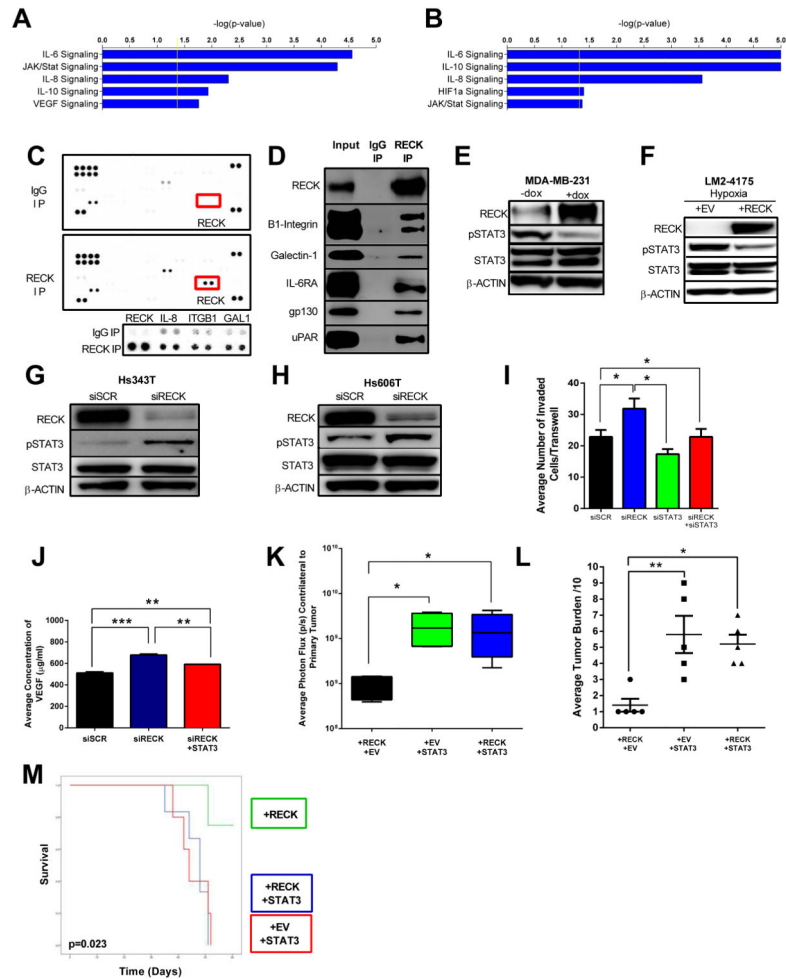 A
-log(p-value)
0.0 0.5 1.0 1.5 2.0 2.5 3.0 3.5 4.0 4.5 5.0
IL-6 Signaling
JAK/Stat Signaling
IL-8 Signaling
IL-10 Signaling
VEGF Signaling
B
-log(p-value)
0.0 0.5 1.0 1.5 2.0 2.5 3.0 3.5 4.0 4.5 5.0
IL-6 Signaling
IL-10 Signaling
IL-8 Signaling
HIF1a Signaling
JAK/Stat Signaling
C
IgG
I P
RECK
RECK
I P
RECK
RECK IL-8 ITGB1 GAL1
IgG IP
RECK IP
D
Input IgG IP RECK IP
RECK
B1-Integrin
Galectin-1
IL-6RA
gp130
uPAR
E
MDA-MB-231
-dox +dox
RECK
pSTAT3
STAT3
β-ACTIN
F
LM2-4175
Hypoxia
+EV +RECK
RECK
pSTAT3
STAT3
β-ACTIN
G
Hs343T
siSCR siRECK
RECK
pSTAT3
STAT3
β-ACTIN
H
Hs606T
siSCR siRECK
RECK
pSTAT3
STAT3
β-ACTIN
I
Average Number of Invaded
Cells/Transwell
40
30
20
10
0
* * *
siSCR siRECK siSTAT3 siRECK
+siSTAT3
J
Average Concentration of
VEGF (µg/ml)
1000
800
600
400
200
0
**
*** **
siSCR siRECK siRECK
+STAT3
K
Average Photon Flux (p/s) Contrilateral to
Primary Tumor
10¹⁰
10¹⁰
10⁹
10⁹
10⁸
*
*
+RECK
+EV
+EV
+STAT3
+RECK
+STAT3
L
Average Tumor Burden /10
10
9
8
7
6
5
4
3
2
1
0
*
**
+RECK
+EV
+EV
+STAT3
+RECK
+STAT3
M
Survival
p=0.023
Time (Days)
+RECK
+RECK
+STAT3
+EV
+STAT3